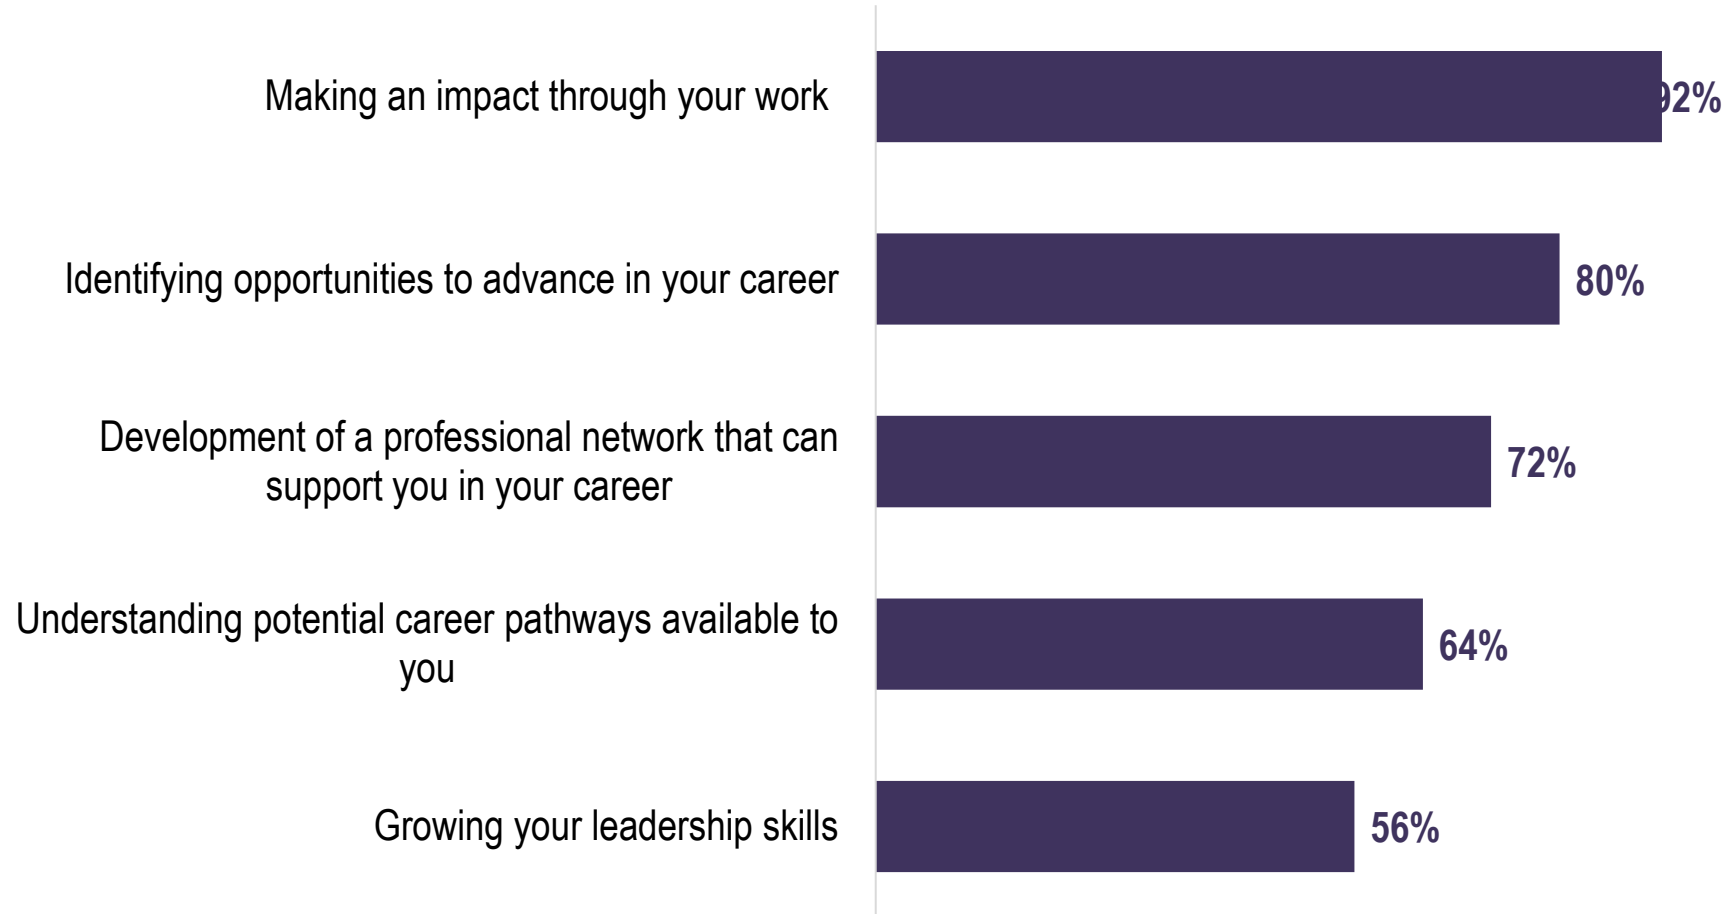 Making an impact through your work
92%
Identifying opportunities to advance in your career
80%
Development of a professional network that can
support you in your career
72%
Understanding potential career pathways available to
you
64%
Growing your leadership skills
56%